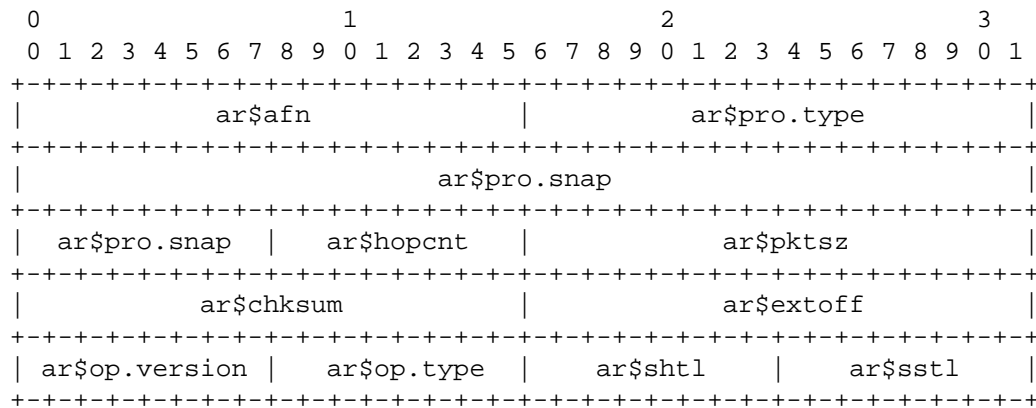 0                   1                   2                   3
 0 1 2 3 4 5 6 7 8 9 0 1 2 3 4 5 6 7 8 9 0 1 2 3 4 5 6 7 8 9 0 1
+-+-+-+-+-+-+-+-+-+-+-+-+-+-+-+-+-+-+-+-+-+-+-+-+-+-+-+-+-+-+-+-+
|            ar$afn             |          ar$pro.type          |
+-+-+-+-+-+-+-+-+-+-+-+-+-+-+-+-+-+-+-+-+-+-+-+-+-+-+-+-+-+-+-+-+
|                          ar$pro.snap                          |
+-+-+-+-+-+-+-+-+-+-+-+-+-+-+-+-+-+-+-+-+-+-+-+-+-+-+-+-+-+-+-+-+
|  ar$pro.snap  |   ar$hopcnt   |            ar$pktsz           |
+-+-+-+-+-+-+-+-+-+-+-+-+-+-+-+-+-+-+-+-+-+-+-+-+-+-+-+-+-+-+-+-+
|           ar$chksum           |            ar$extoff          |
+-+-+-+-+-+-+-+-+-+-+-+-+-+-+-+-+-+-+-+-+-+-+-+-+-+-+-+-+-+-+-+-+
| ar$op.version |   ar$op.type  |    ar$shtl    |    ar$sstl    |
+-+-+-+-+-+-+-+-+-+-+-+-+-+-+-+-+-+-+-+-+-+-+-+-+-+-+-+-+-+-+-+-+